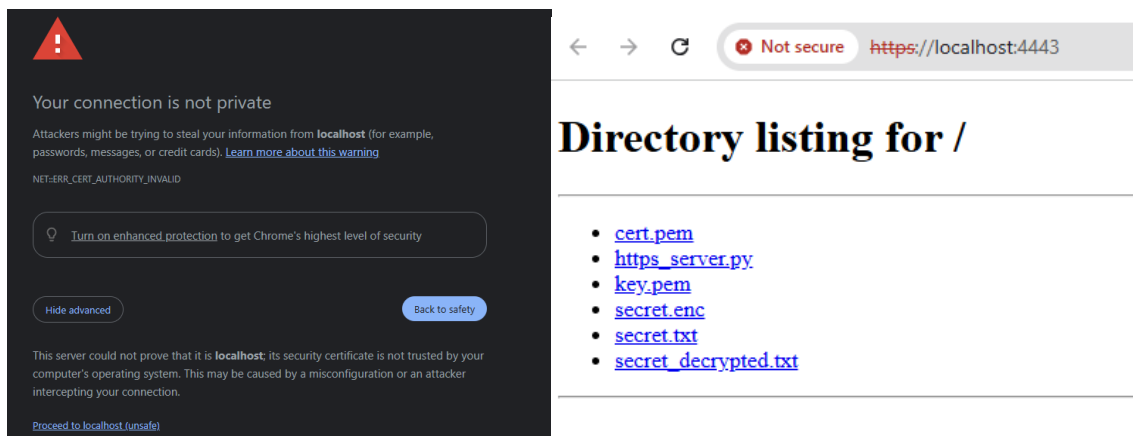 Your connection is not private
Attackers might be trying to steal your information from localhost (for example,
passwords, messages, or credit cards). Learn more about this warning
NET::ERR_CERT_AUTHORITY_INVALID
Turn on enhanced protection to get Chrome's highest level of security
Hide advanced
Back to safety
This server could not prove that it is localhost; its security certificate is not trusted by your
computer's operating system. This may be caused by a misconfiguration or an attacker
intercepting your connection.
Proceed to localhost (unsafe)
Not secure https://localhost:4443
Directory listing for /
cert.pem
https_server.py
key.pem
secret.enc
secret.txt
secret_decrypted.txt